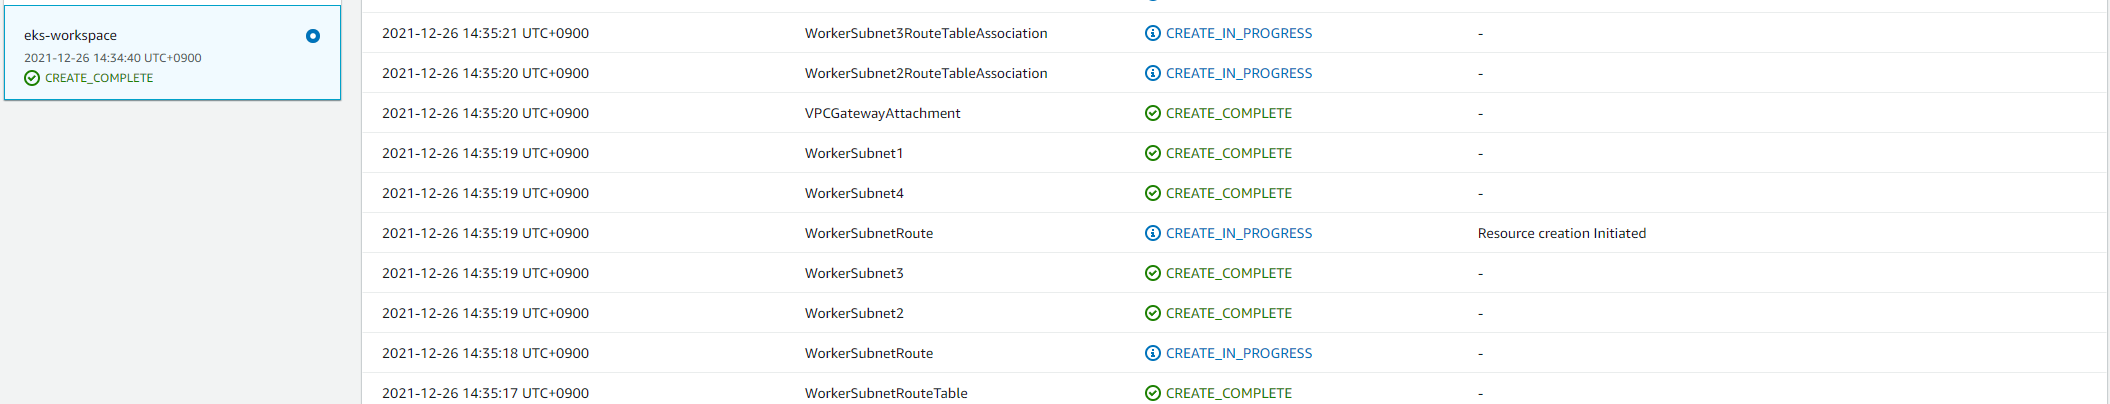 eks-workspace
2021-12-26 14:34:40 UTC+0900
CREATE_COMPLETE
2021-12-26 14:35:21 UTC+0900 WorkerSubnet3RouteTableAssociation CREATE_IN_PROGRESS -
2021-12-26 14:35:20 UTC+0900 WorkerSubnet2RouteTableAssociation CREATE_IN_PROGRESS -
2021-12-26 14:35:20 UTC+0900 VPCGatewayAttachment CREATE_COMPLETE -
2021-12-26 14:35:19 UTC+0900 WorkerSubnet1 CREATE_COMPLETE -
2021-12-26 14:35:19 UTC+0900 WorkerSubnet4 CREATE_COMPLETE -
2021-12-26 14:35:19 UTC+0900 WorkerSubnetRoute CREATE_IN_PROGRESS Resource creation Initiated
2021-12-26 14:35:19 UTC+0900 WorkerSubnet3 CREATE_COMPLETE -
2021-12-26 14:35:19 UTC+0900 WorkerSubnet2 CREATE_COMPLETE -
2021-12-26 14:35:18 UTC+0900 WorkerSubnetRoute CREATE_IN_PROGRESS -
2021-12-26 14:35:17 UTC+0900 WorkerSubnetRouteTable CREATE_COMPLETE -